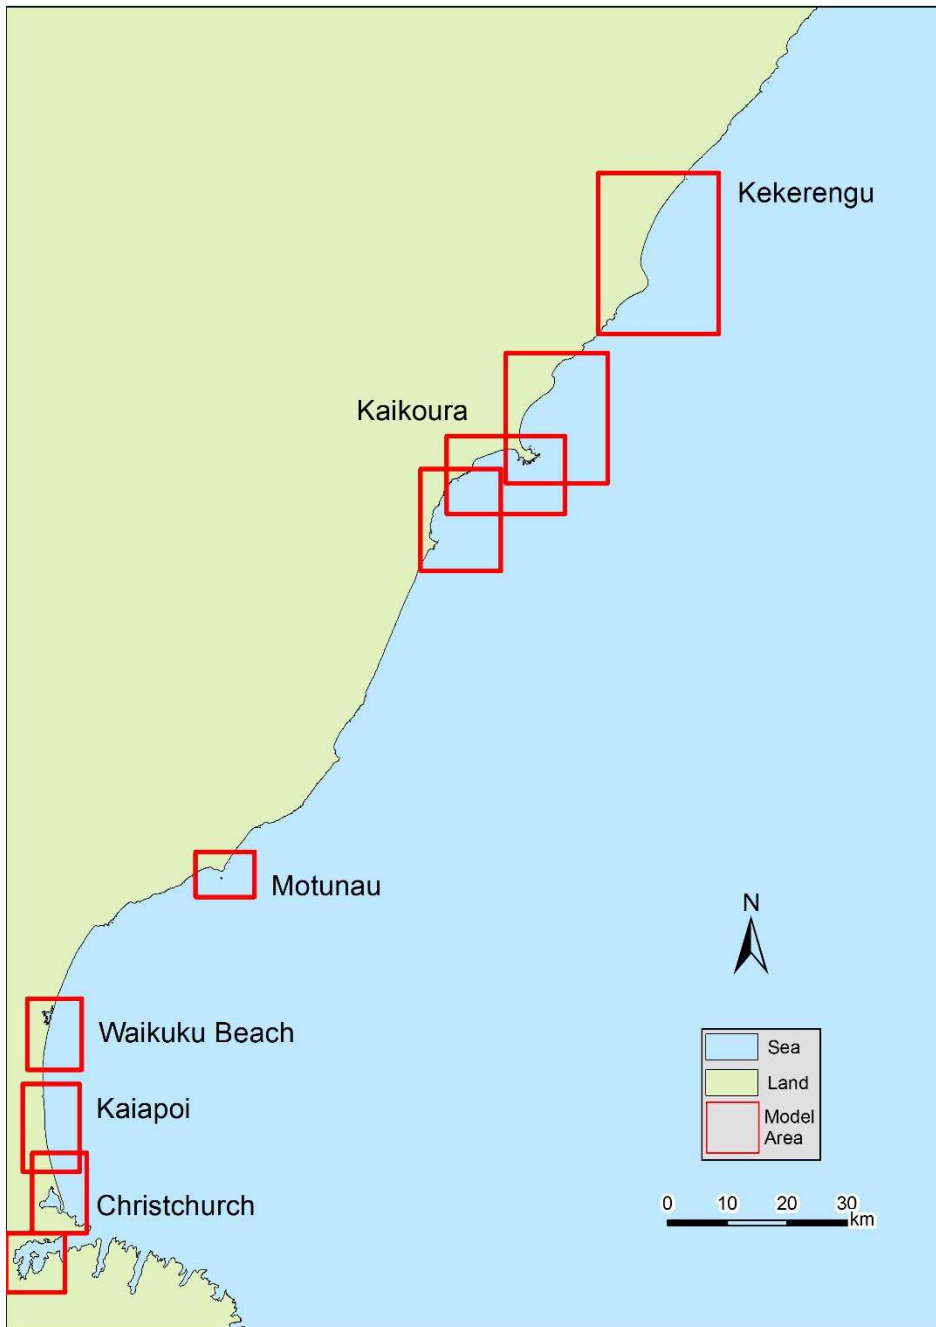 Kekerengu
Kaikoura
Motunau
N
Waikuku Beach
Sea
Land
Kaiapoi
Model
Area
Christchurch
0 10 20 30
km